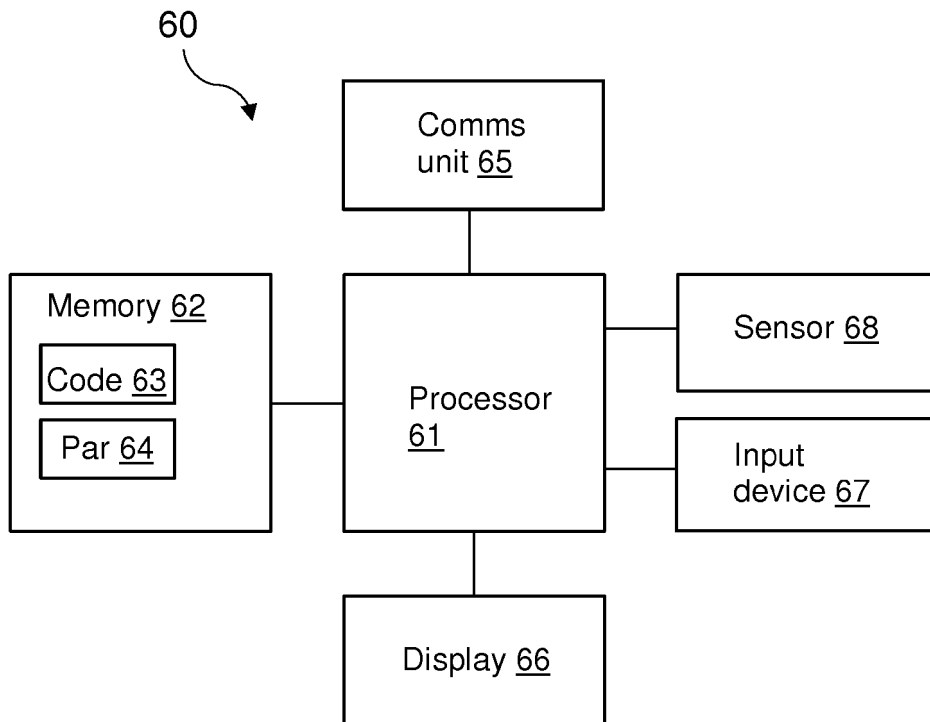 60
Comms
unit 65
Memory 62
Code 63
Par 64
Processor
61
Sensor 68
Input
device 67
Display 66